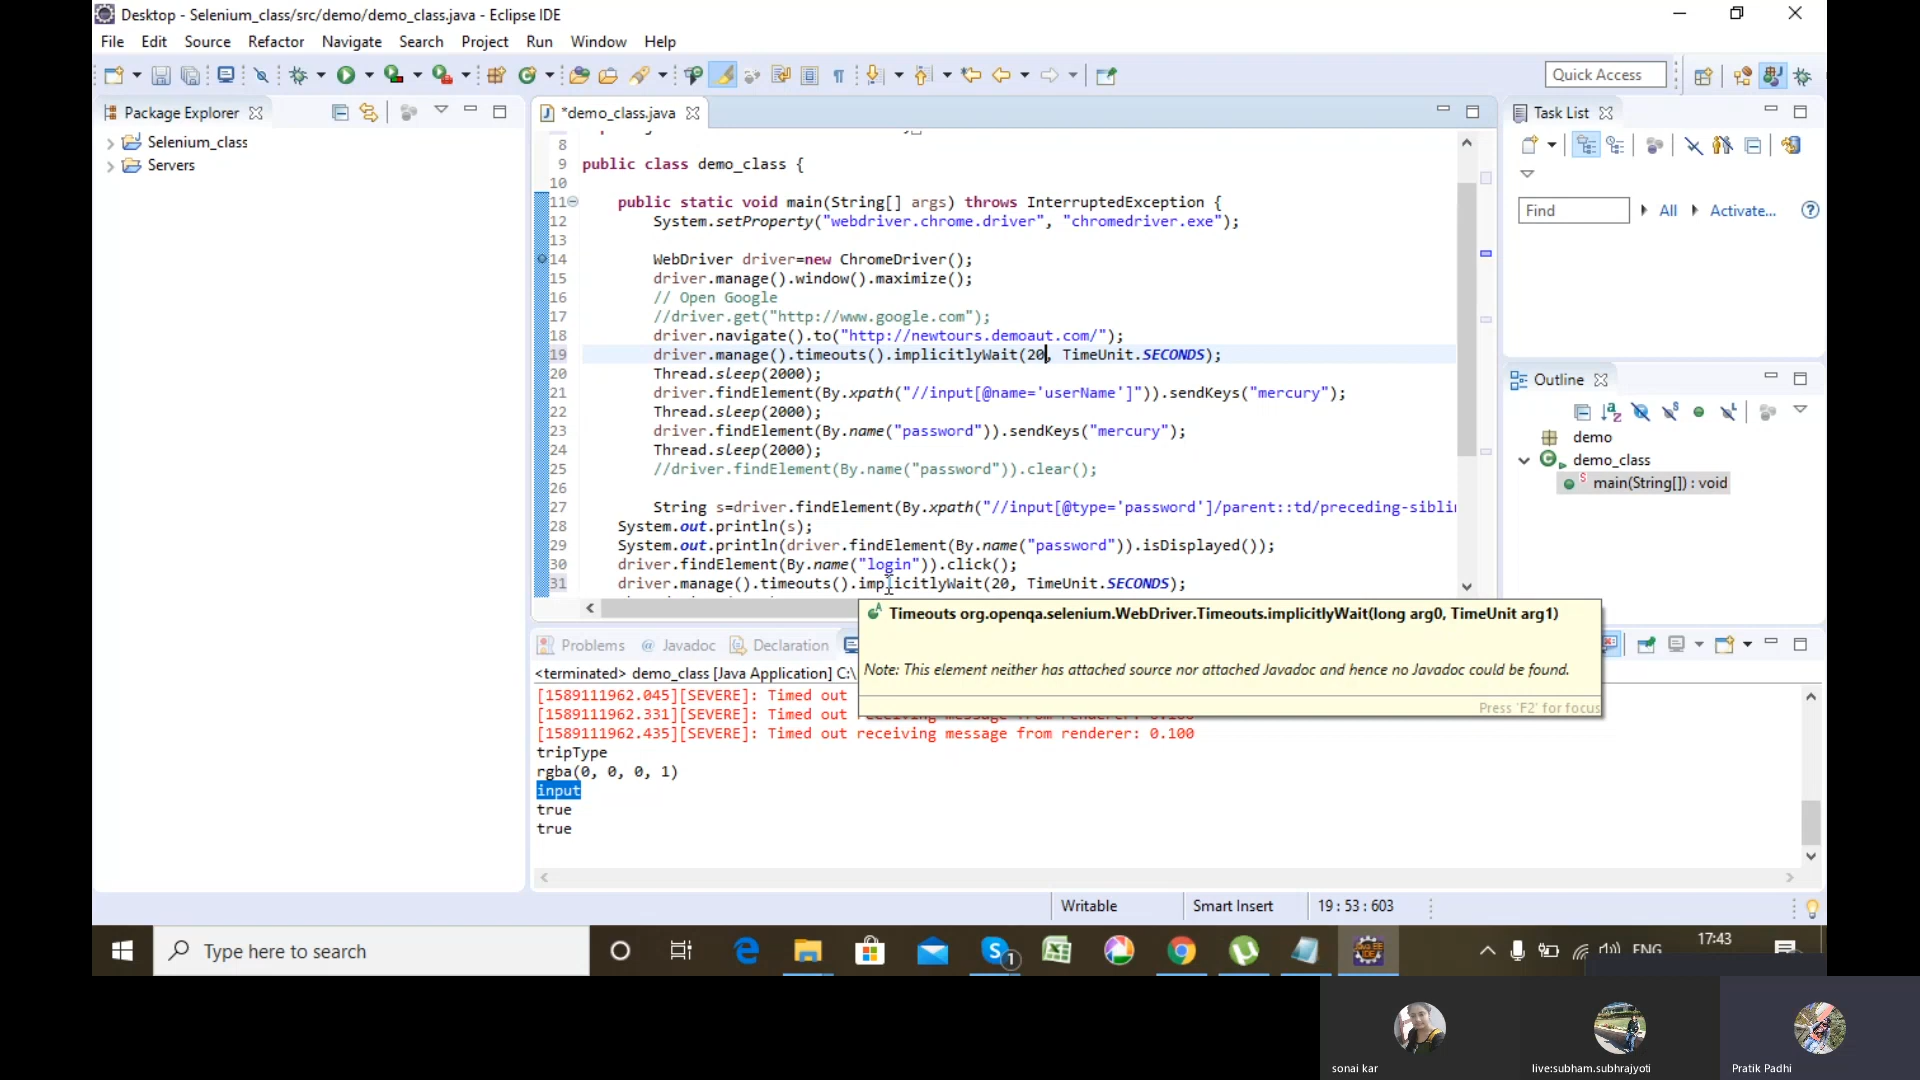 Desktop - Selenium_class/src/demo/demo_class.java - Eclipse IDE
File Edit Source Refactor Navigate Search Project Run Window Help
Quick Access
Package Explorer
Selenium_class
Servers
*demo_class.java
8
9 public class demo_class {
10
11 public static void main(String[] args) throws InterruptedException {
12 System.setProperty("webdriver.chrome.driver", "chromedriver.exe");
13
14 WebDriver driver=new ChromeDriver();
15 driver.manage().window().maximize();
16 // Open Google
17 //driver.get("http://www.google.com");
18 driver.navigate().to("http://newtours.demoaut.com/");
19 driver.manage().timeouts().implicitlyWait(20, TimeUnit.SECONDS);
20 Thread.sleep(2000);
21 driver.findElement(By.xpath("//input[@name='userName']")).sendKeys("mercury");
22 Thread.sleep(2000);
23 driver.findElement(By.name("password")).sendKeys("mercury");
24 Thread.sleep(2000);
25 //driver.findElement(By.name("password")).clear();
26
27 String s=driver.findElement(By.xpath("//input[@type='password']/parent::td/preceding-sibli
28 System.out.println(s);
29 System.out.println(driver.findElement(By.name("password")).isDisplayed());
30 driver.findElement(By.name("login")).click();
31 driver.manage().timeouts().implicitlyWait(20, TimeUnit.SECONDS);
Timeouts org.openqa.selenium.WebDriver.Timeouts.implicitlyWait(long arg0, TimeUnit arg1)
Note: This element neither has attached source nor attached Javadoc and hence no Javadoc could be found.
Press 'F2' for focus
Task List
Find All Activate...
Outline
demo
demo_class
main(String[]) : void
Problems Javadoc Declaration
<terminated> demo_class [Java Application] C:\
[1589111962.045][SEVERE]: Timed out
[1589111962.331][SEVERE]: Timed out receiving message from renderer: 0.100
[1589111962.435][SEVERE]: Timed out receiving message from renderer: 0.100
tripType
rgba(0, 0, 0, 1)
input
true
true
Writable Smart Insert 19 : 53 : 603
Type here to search
1
ENG
17:43
sonai kar
live:subham.subhrajyoti
Pratik Padhi